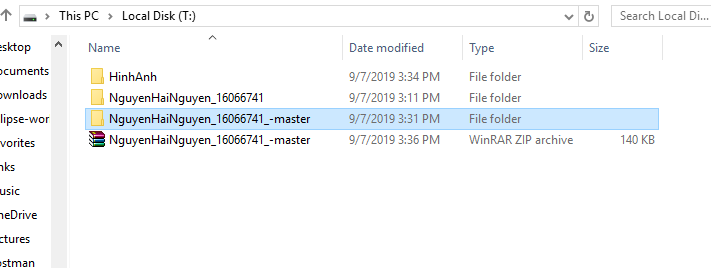 This PC > Local Disk (T:)
Search Local Di...
Name Date modified Type Size
HinhAnh 9/7/2019 3:34 PM File folder
NguyenHaiNguyen_16066741 9/7/2019 3:11 PM File folder
NguyenHaiNguyen_16066741_-master 9/7/2019 3:31 PM File folder
NguyenHaiNguyen_16066741_-master 9/7/2019 3:36 PM WinRAR ZIP archive 140 KB
esktop
ocuments
ownloads
lipse-wor
avorites
nks
usic
neDrive
ctures
ostman